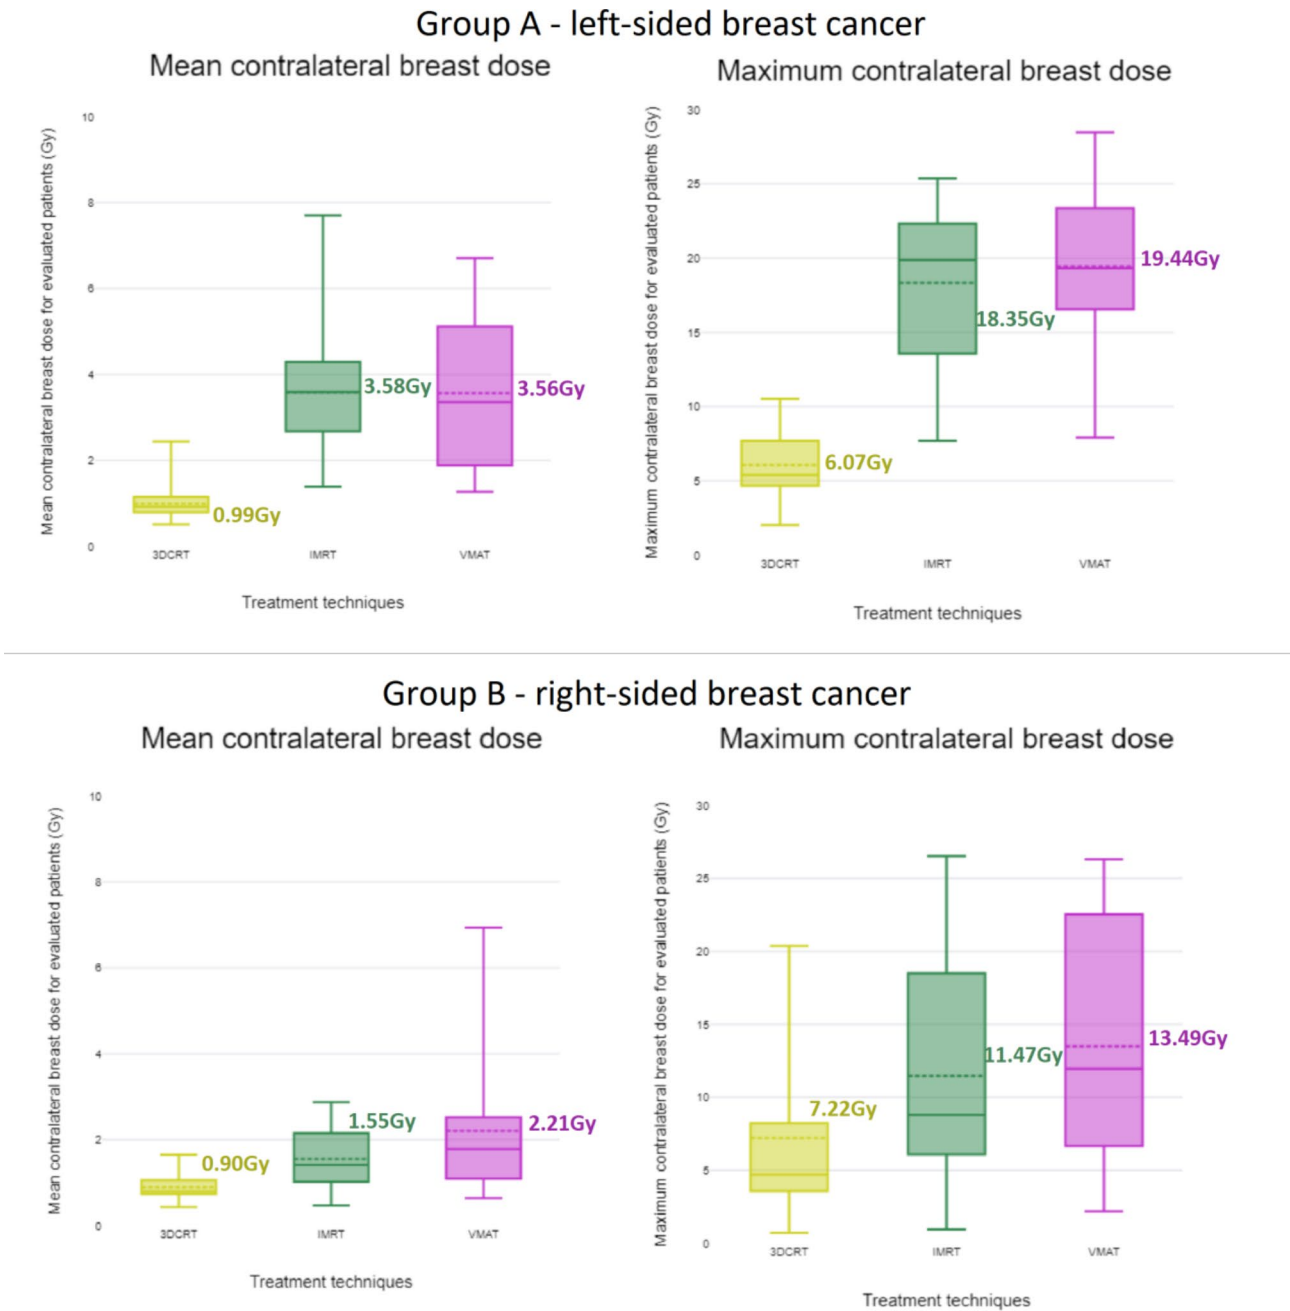 Group A - left-sided breast cancer
Mean contralateral breast dose
Mean contralateral breast dose for evaluated patients (Gy)
10
8
6
4
2
0
3.58Gy
3.56Gy
0.99Gy
3DCRT
IMRT
VMAT
Treatment techniques
Maximum contralateral breast dose
Maximum contralateral breast dose for evaluated patients (Gy)
30
25
20
15
10
5
0
19.44Gy
18.35Gy
6.07Gy
3DCRT
IMRT
VMAT
Treatment techniques
Group B - right-sided breast cancer
Mean contralateral breast dose
Mean contralateral breast dose for evaluated patients (Gy)
10
8
6
4
2
0
1.55Gy
2.21Gy
0.90Gy
3DCRT
IMRT
VMAT
Treatment techniques
Maximum contralateral breast dose
Maximum contralateral breast dose for evaluated patients (Gy)
30
25
20
15
10
5
0
13.49Gy
11.47Gy
7.22Gy
3DCRT
IMRT
VMAT
Treatment techniques